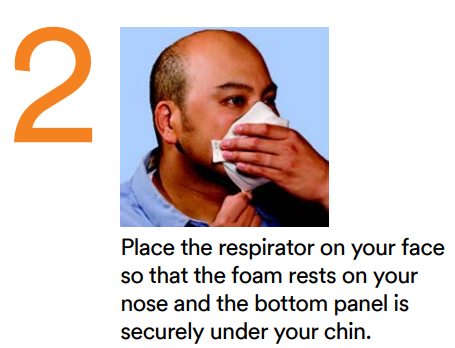 2
Place the respirator on your face
so that the foam rests on your
nose and the bottom panel is
securely under your chin.